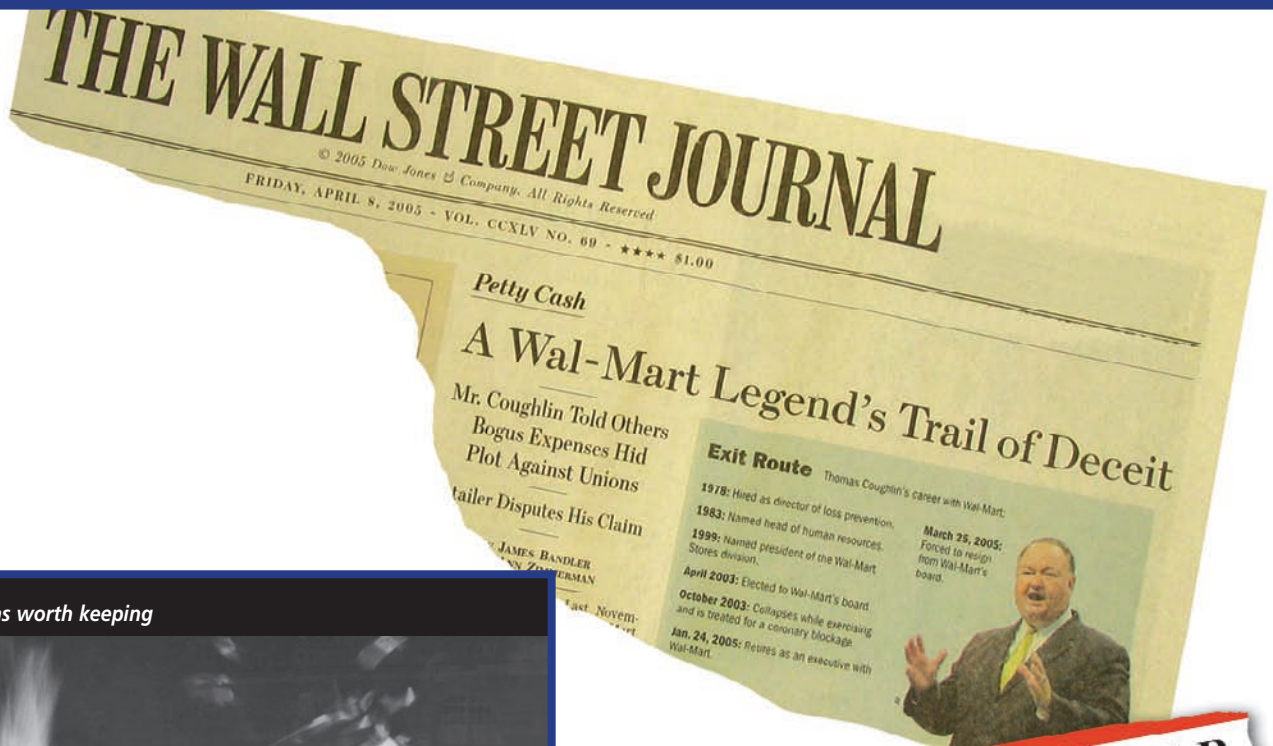 THE WALL STREET JOURNAL
© 2005 Dow Jones & Company. All Rights Reserved
FRIDAY, APRIL 8, 2005 - VOL. CCXLV NO. 69 - ★★★★ $1.00
Petty Cash
A Wal-Mart Legend's Trail of Deceit
Mr. Coughlin Told Others
Bogus Expenses Hid
Plot Against Unions
tailer Disputes His Claim
JAMES BANDLER
Last Novem-
Exit Route Thomas Coughlin's career with Wal-Mart:
1978: Hired as director of loss prevention.
1983: Named head of human resources.
1999: Named president of the Wal-Mart
Stores division.
April 2003: Elected to Wal-Mart's board.
October 2003: Collapses while exercising
and is treated for a coronary blockage.
Jan. 24, 2005: Retires as an executive with
Wal-Mart.
March 25, 2005:
Forced to resign
from Wal-Mart's
board.
s worth keeping